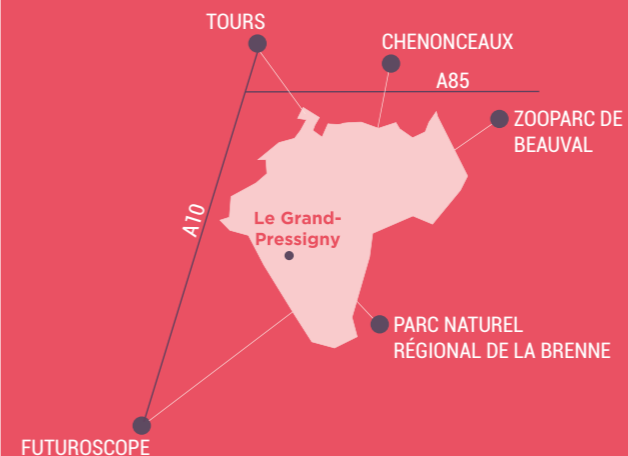 TOURS
CHENONCEAUX
A85
ZOOPARC DE
BEAUVAL
A10
Le Grand-
Pressigny
PARC NATUREL
RÉGIONAL DE LA BRENNE
FUTUROSCOPE